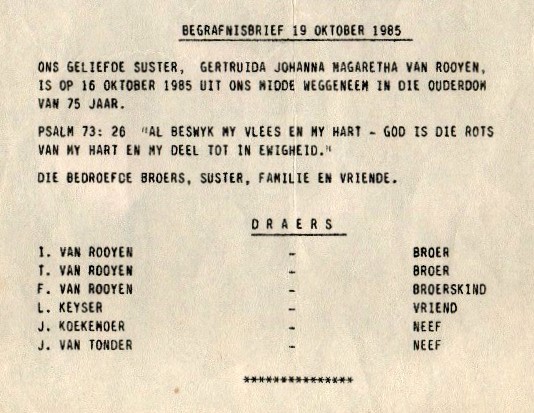 BEGRAFNISBRIEF 19 OKTOBER 1985
ONS GELIEFDE SUSTER, GERTRUIDA JOHANNA MAGARETHA VAN ROOYEN,
IS OP 16 OKTOBER 1985 UIT ONS MIDDE WEGGENEEM IN DIE OUDERDOM
VAN 75 JAAR.
PSALM 73: 26 "AL BESWYK MY VLEES EN MY HART - GOD IS DIE ROTS
VAN MY HART EN MY DEEL TOT IN EWIGHEID."
DIE BEDROEFDE BROERS, SUSTER, FAMILIE EN VRIENDE.
D R A E R S
I. VAN ROOYEN - BROER
T. VAN ROOYEN - BROER
F. VAN ROOYEN - BROERSKIND
L. KEYSER - VRIEND
J. KOEKEMOER - NEEF
J. VAN TONDER - NEEF
***************